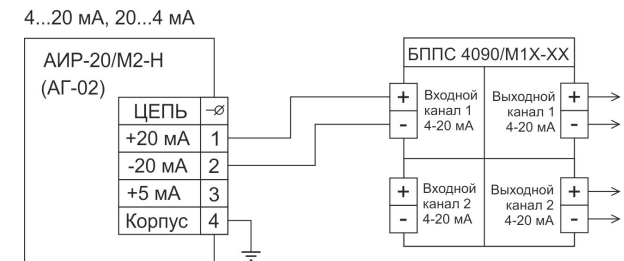 4...20 мА, 20...4 мА
АИР-20/М2-Н
(АГ-02)
ЦЕПЬ
+20 мА 1
-20 мА 2
+5 мА 3
Корпус 4
БППС 4090/М1Х-ХХ
+ Входной
канал 1
- 4-20 мА
Выходной +
канал 1
4-20 мА -
+ Входной
канал 2
- 4-20 мА
Выходной +
канал 2
4-20 мА -